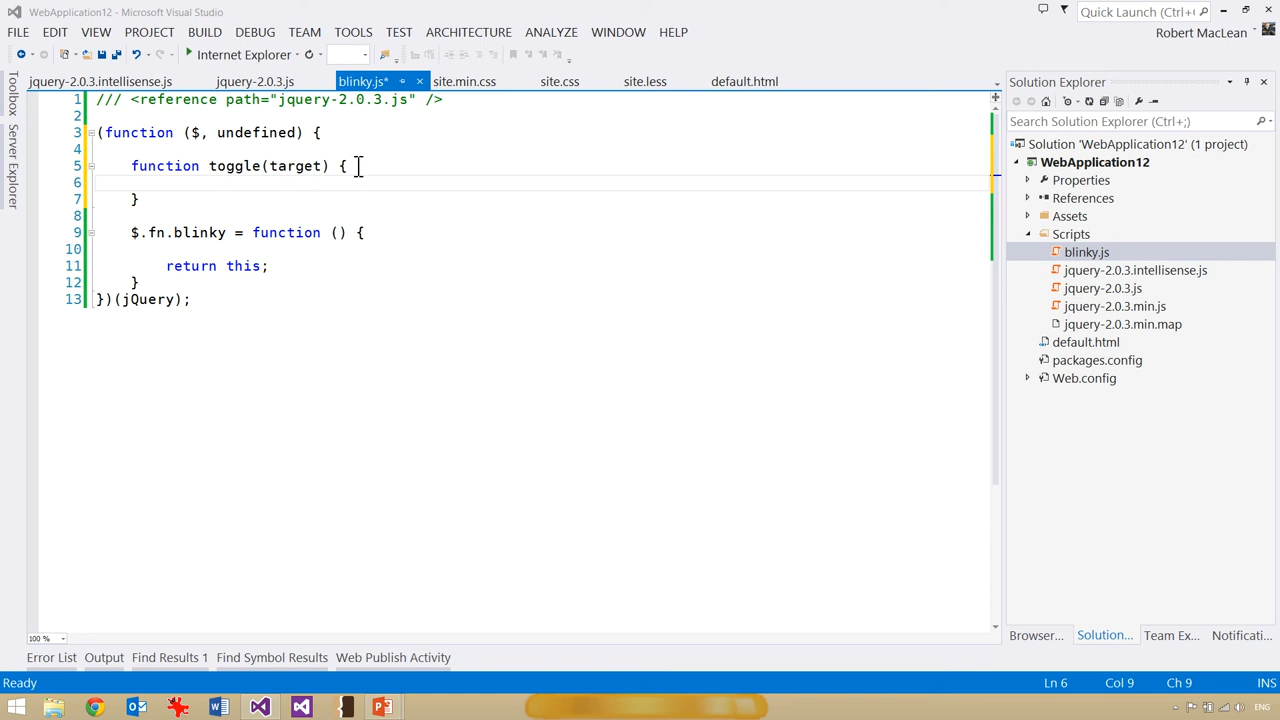 WebApplication12 - Microsoft Visual Studio
Quick Launch (Ctrl+
FILE EDIT VIEW PROJECT BUILD DEBUG TEAM TOOLS TEST ARCHITECTURE ANALYZE WINDOW HELP
Robert MacLean
Internet Explorer
jquery-2.0.3.intellisense.js jquery-2.0.3.js blinky.js* site.min.css site.css site.less default.html
Toolbox
Server Explorer
1 /// <reference path="jquery-2.0.3.js" />
2
3 (function ($, undefined) {
4
5 function toggle(target) {
6
7 }
8
9 $.fn.blinky = function () {
10
11 return this;
12 }
13 })(jQuery);
100 %
Solution Explorer
Search Solution Explorer (Ctrl+;)
Solution 'WebApplication12' (1 project)
WebApplication12
Properties
References
Assets
Scripts
blinky.js
jquery-2.0.3.intellisense.js
jquery-2.0.3.js
jquery-2.0.3.min.js
jquery-2.0.3.min.map
default.html
packages.config
Web.config
Browser... Solution... Team Ex... Notificati...
Error List Output Find Results 1 Find Symbol Results Web Publish Activity
Ready Ln 6 Col 9 Ch 9 INS
ENG